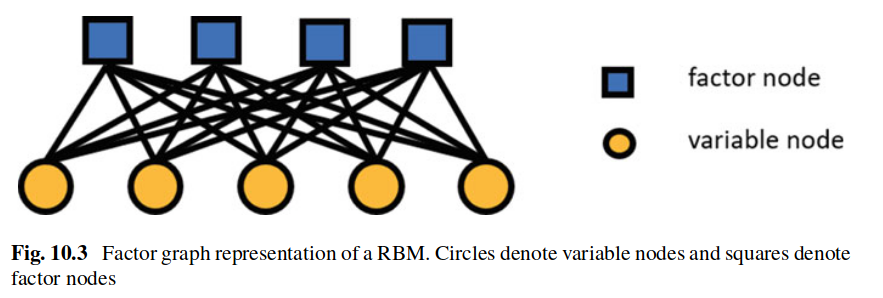 factor node
variable node
Fig. 10.3 Factor graph representation of a RBM. Circles denote variable nodes and squares denote
factor nodes